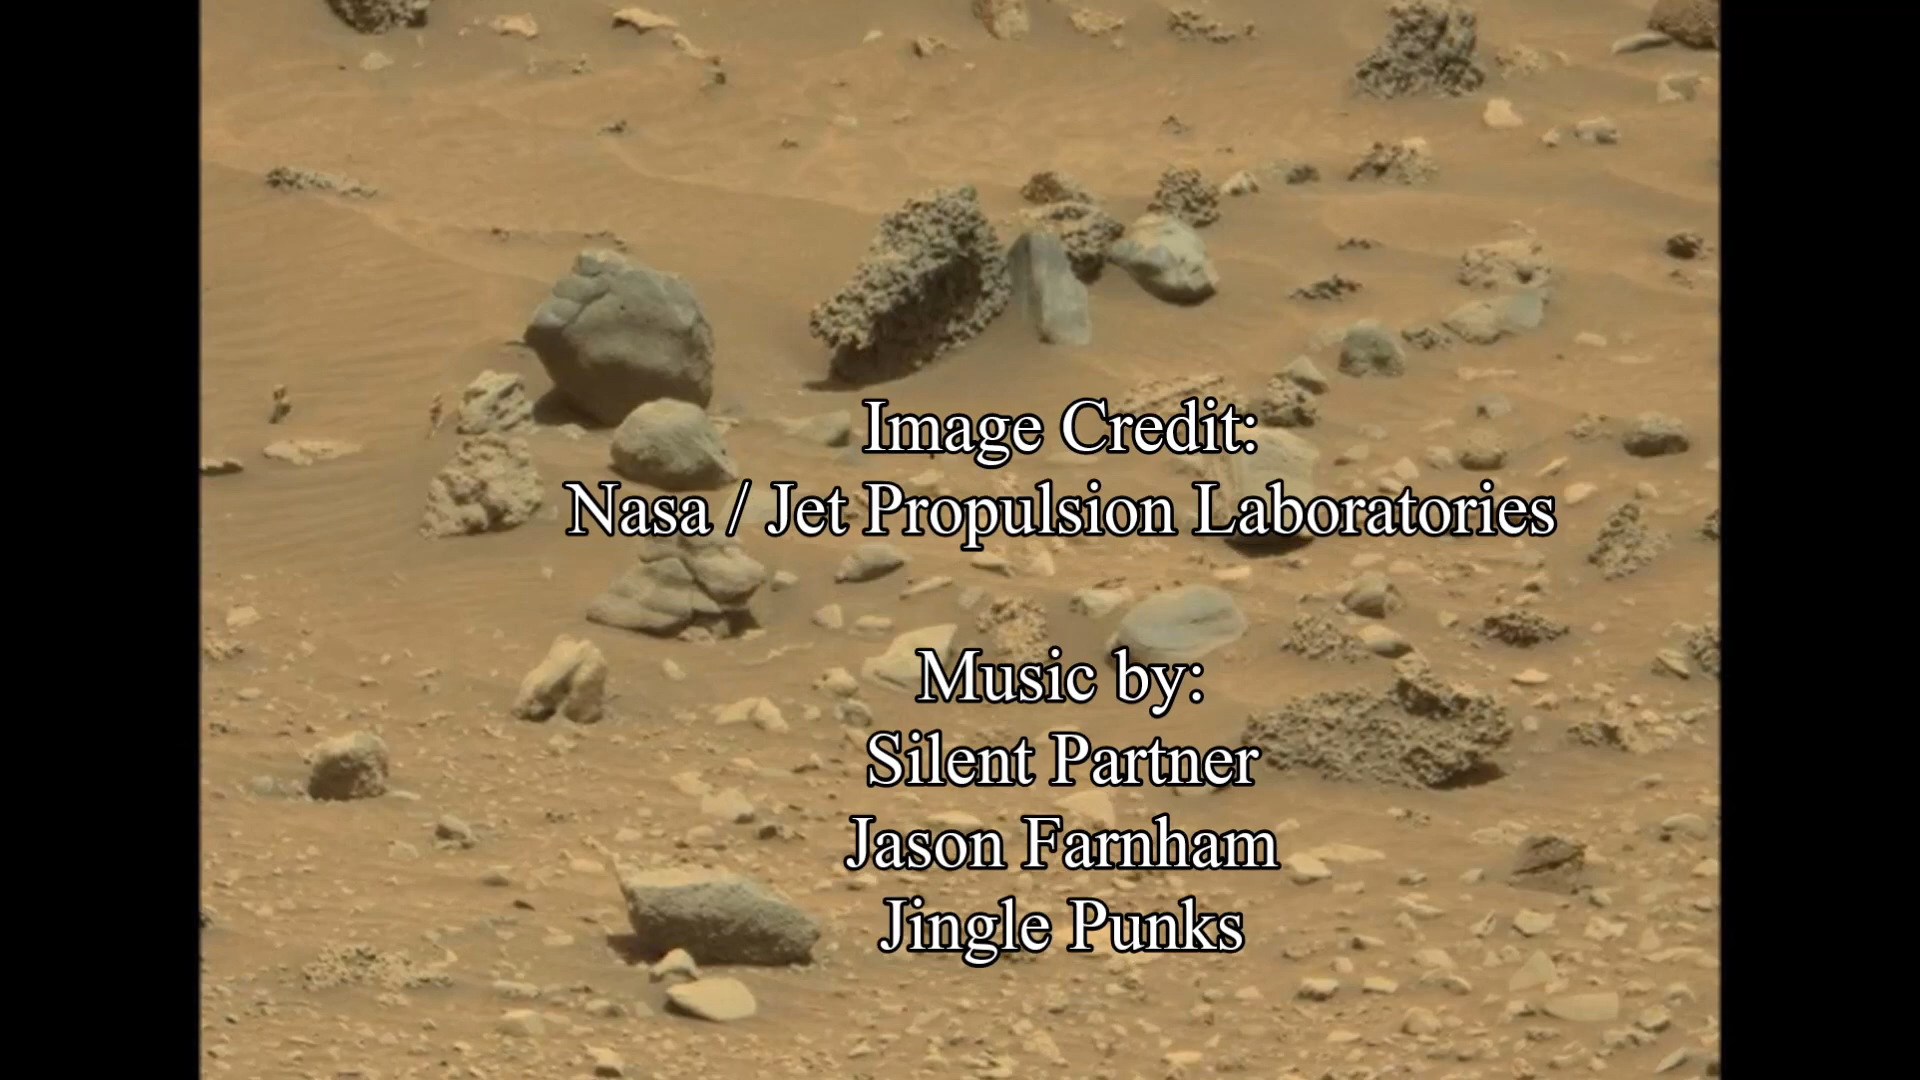 Image Credit:
Nasa / Jet Propulsion Laboratories
Music by:
Silent Partner
Jason Farnham
Jingle Punks